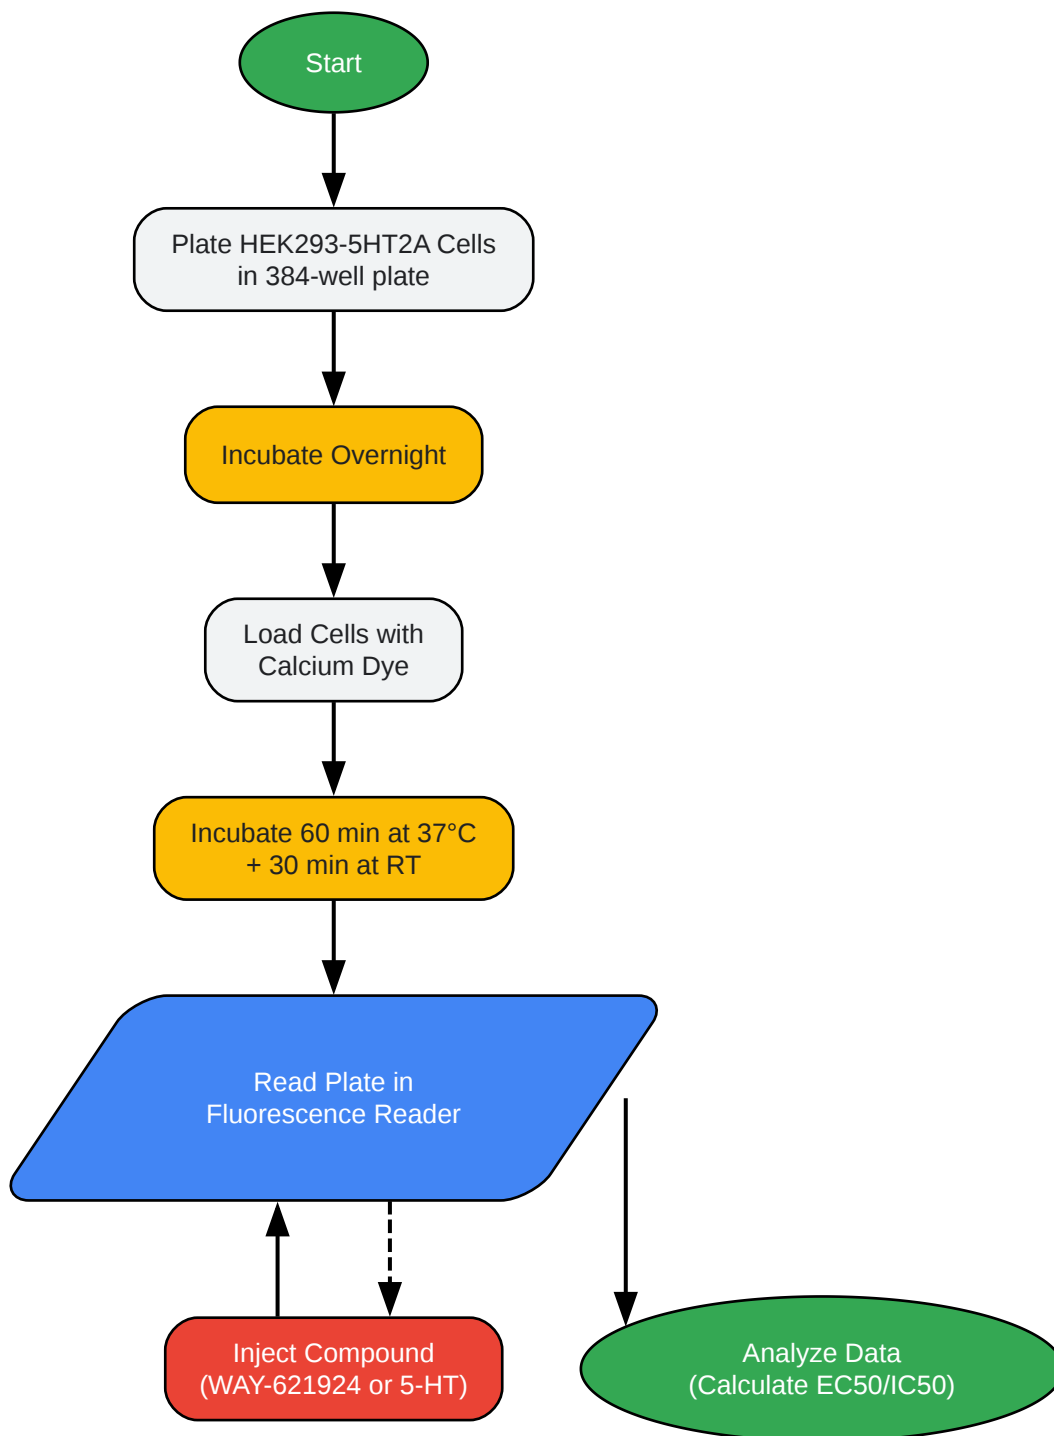 Start
Plate HEK293-5HT2A Cells
in 384-well plate
Incubate Overnight
Load Cells with
Calcium Dye
Incubate 60 min at 37°C
+ 30 min at RT
Read Plate in
Fluorescence Reader
Inject Compound
(WAY-621924 or 5-HT)
Analyze Data
(Calculate EC50/IC50)